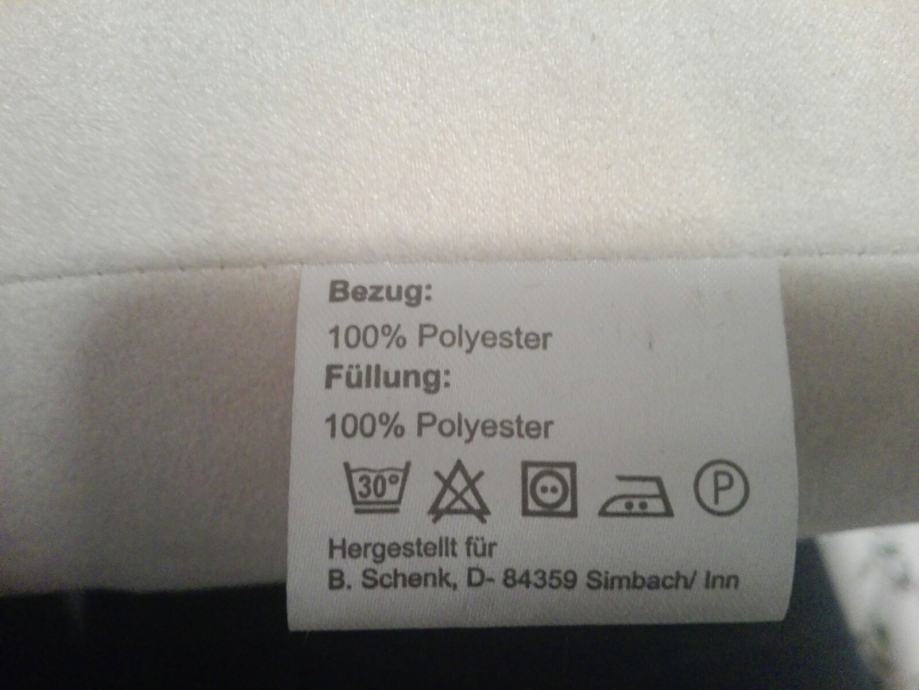 Bezug:
100% Polyester
Füllung:
100% Polyester
30° P
Hergestellt für
B. Schenk, D- 84359 Simbach/ Inn